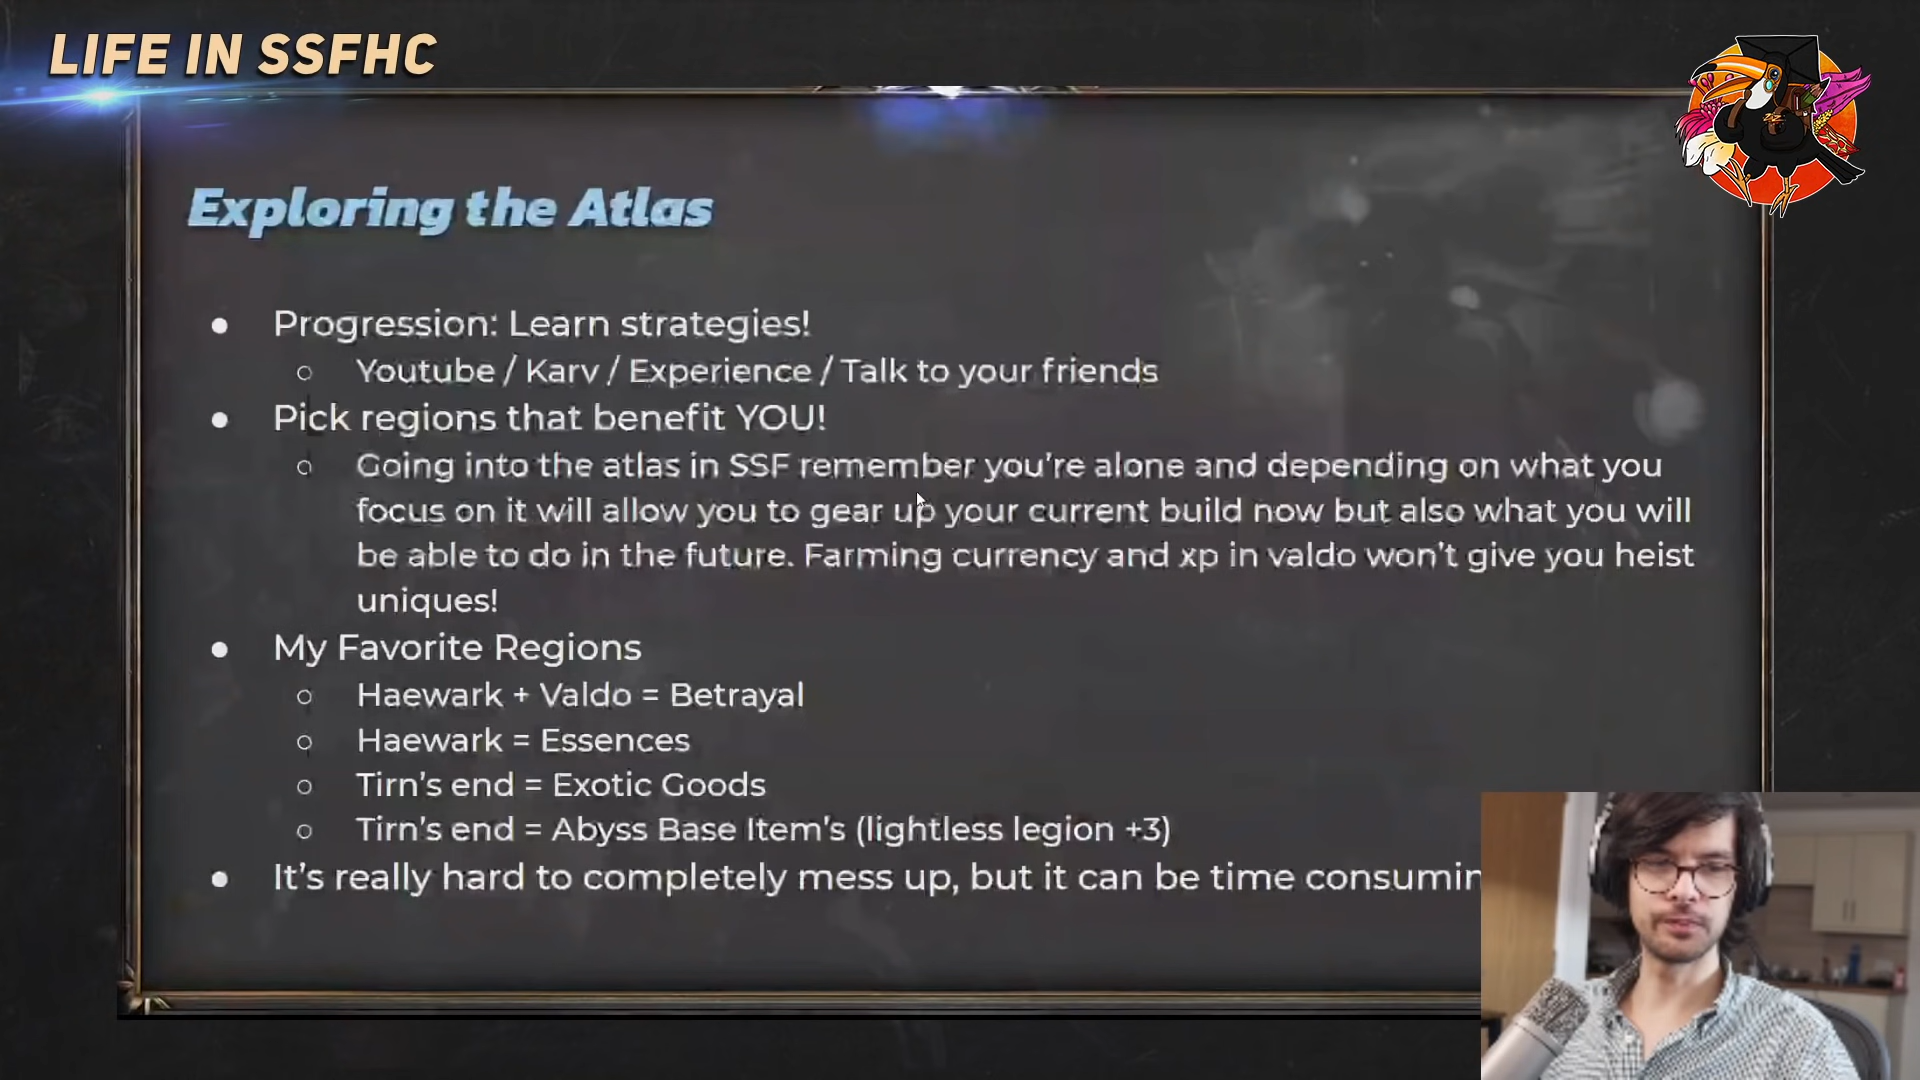 LIFE IN SSFHC
Exploring the Atlas
Progression: Learn strategies!
Youtube / Karv / Experience / Talk to your friends
Pick regions that benefit YOU!
Going into the atlas in SSF remember you're alone and depending on what you
focus on it will allow you to gear up your current build now but also what you will
be able to do in the future. Farming currency and xp in valdo won't give you heist
uniques!
My Favorite Regions
Haewark + Valdo = Betrayal
Haewark = Essences
Tirn's end = Exotic Goods
Tirn's end = Abyss Base Item's (lightless legion +3)
It's really hard to completely mess up, but it can be time consumin